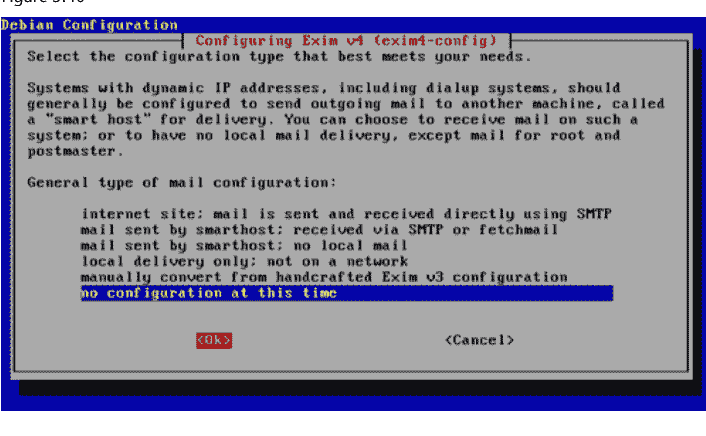 Debian Configuration
Configuring Exim v4 (exim4-config)
Select the configuration type that best meets your needs.
Systems with dynamic IP addresses, including dialup systems, should
generally be configured to send outgoing mail to another machine, called
a "smart host" for delivery. You can choose to receive mail on such a
system; or to have no local mail delivery, except mail for root and
postmaster.
General type of mail configuration:
internet site; mail is sent and received directly using SMTP
mail sent by smarthost; received via SMTP or fetchmail
mail sent by smarthost; no local mail
local delivery only; not on a network
manually convert from handcrafted Exim v3 configuration
no configuration at this time
<Ok> <Cancel>